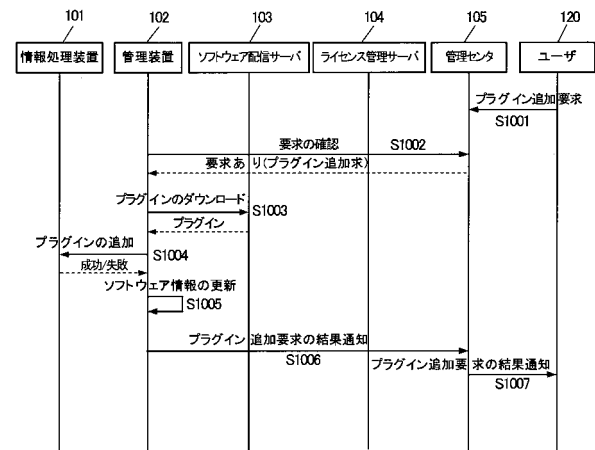 101
102
103
104
105
120
情報処理装置
管理装置
ソフトウェア配信サーバ
ライセンス管理サーバ
管理センタ
ユーザ
プラグイン追加要求
S1001
要求の確認
S1002
要求あり(プラグイン追加求)
プラグインのダウンロード
S1003
プラグイン
プラグインの追加
S1004
成功/失敗
ソフトウェア情報の更新
S1005
プラグイン追加要求の結果通知
S1006
プラグイン追加要求の結果通知
S1007